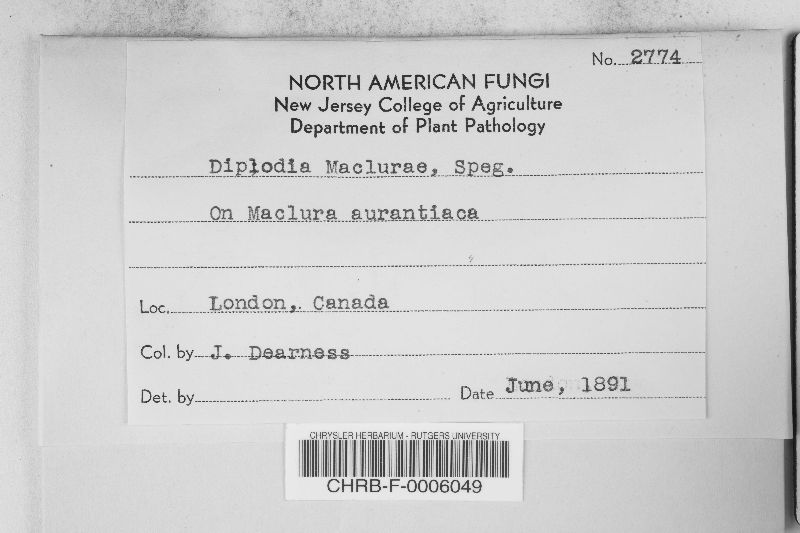 No. 2774
NORTH AMERICAN FUNGI
New Jersey College of Agriculture
Department of Plant Pathology
Diplodia Maclurae, Speg.
On Maclura aurantiaca
Loc. London, Canada
Col. by J. Dearness
Det. by
Date June, 1891
CHRYSLER HERBARIUM - RUTGERS UNIVERSITY
CHRB-F-0006049